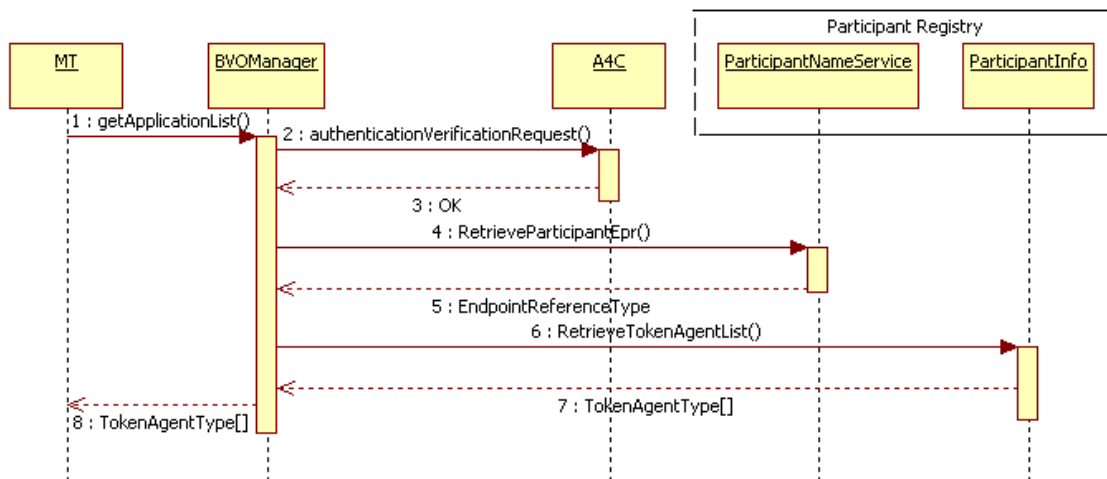 Participant Registry
MT
BVOManager
A4C
ParticipantNameService
ParticipantInfo
1 : getApplicationList()
2 : authenticationVerificationRequest()
3 : OK
4 : RetrieveParticipantEpr()
5 : EndpointReferenceType
6 : RetrieveTokenAgentList()
7 : TokenAgentType[]
8 : TokenAgentType[]